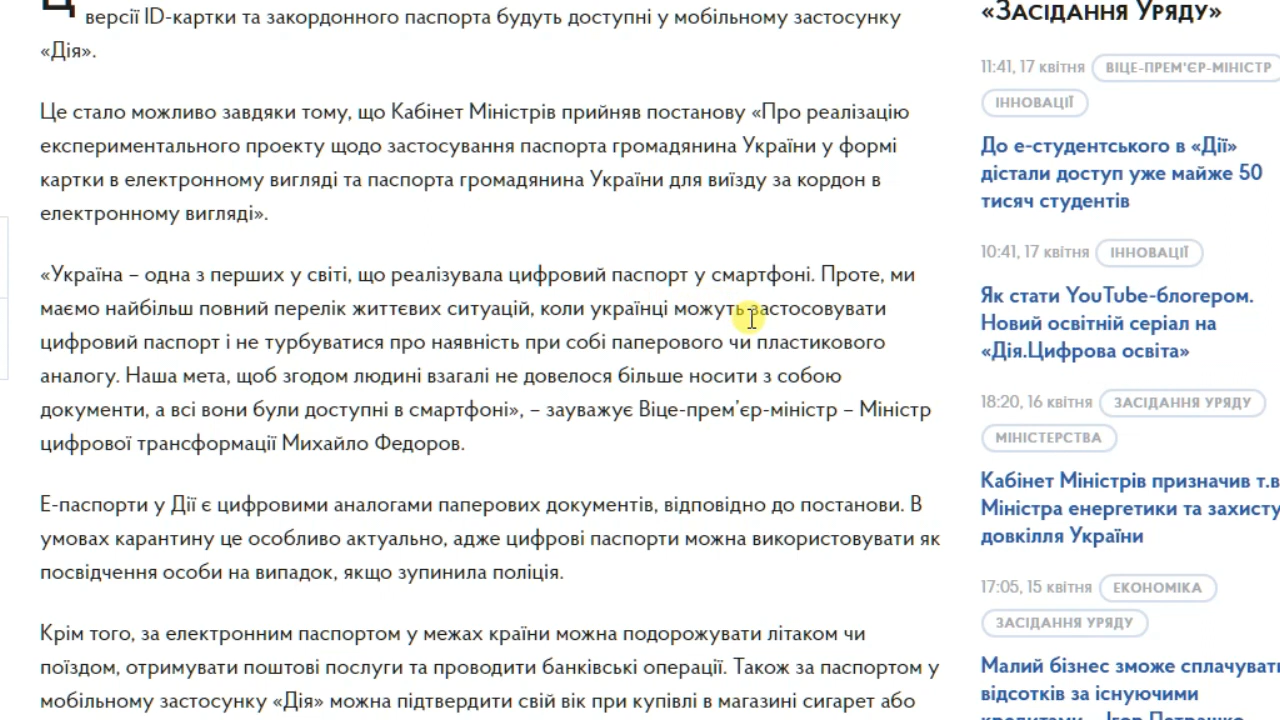 версії ID-картки та закордонного паспорта будуть доступні у мобільному застосунку
«Дія».
Це стало можливо завдяки тому, що Кабінет Міністрів прийняв постанову «Про реалізацію
експериментального проекту щодо застосування паспорта громадянина України у формі
картки в електронному вигляді та паспорта громадянина України для виїзду за кордон в
електронному вигляді».
«Україна – одна з перших у світі, що реалізувала цифровий паспорт у смартфоні. Проте, ми
маємо найбільш повний перелік життєвих ситуацій, коли українці можуть застосовувати
цифровий паспорт і не турбуватися про наявність при собі паперового чи пластикового
аналогу. Наша мета, щоб згодом людині взагалі не довелося більше носити з собою
документи, а всі вони були доступні в смартфоні», – зауважує Віце-прем’єр-міністр – Міністр
цифрової трансформації Михайло Федоров.
Е-паспорти у Дії є цифровими аналогами паперових документів, відповідно до постанови. В
умовах карантину це особливо актуально, адже цифрові паспорти можна використовувати як
посвідчення особи на випадок, якщо зупинила поліція.
Крім того, за електронним паспортом у межах країни можна подорожувати літаком чи
поїздом, отримувати поштові послуги та проводити банківські операції. Також за паспортом у
мобільному застосунку «Дія» можна підтвердити свій вік при купівлі в магазині сигарет або
«ЗАСІДАННЯ УРЯДУ»
11:41, 17 квітня ВІЦЕ-ПРЕМ'ЄР-МІНІСТР
ІННОВАЦІЇ
До е-студентського в «Дії»
дістали доступ уже майже 50
тисяч студентів
10:41, 17 квітня ІННОВАЦІЇ
Як стати YouTube-блогером.
Новий освітній серіал на
«Дія.Цифрова освіта»
18:20, 16 квітня ЗАСІДАННЯ УРЯДУ
МІНІСТЕРСТВА
Кабінет Міністрів призначив т.в
Міністра енергетики та захисту
довкілля України
17:05, 15 квітня ЕКОНОМІКА
ЗАСІДАННЯ УРЯДУ
Малий бізнес зможе сплачувати
відсотків за існуючими